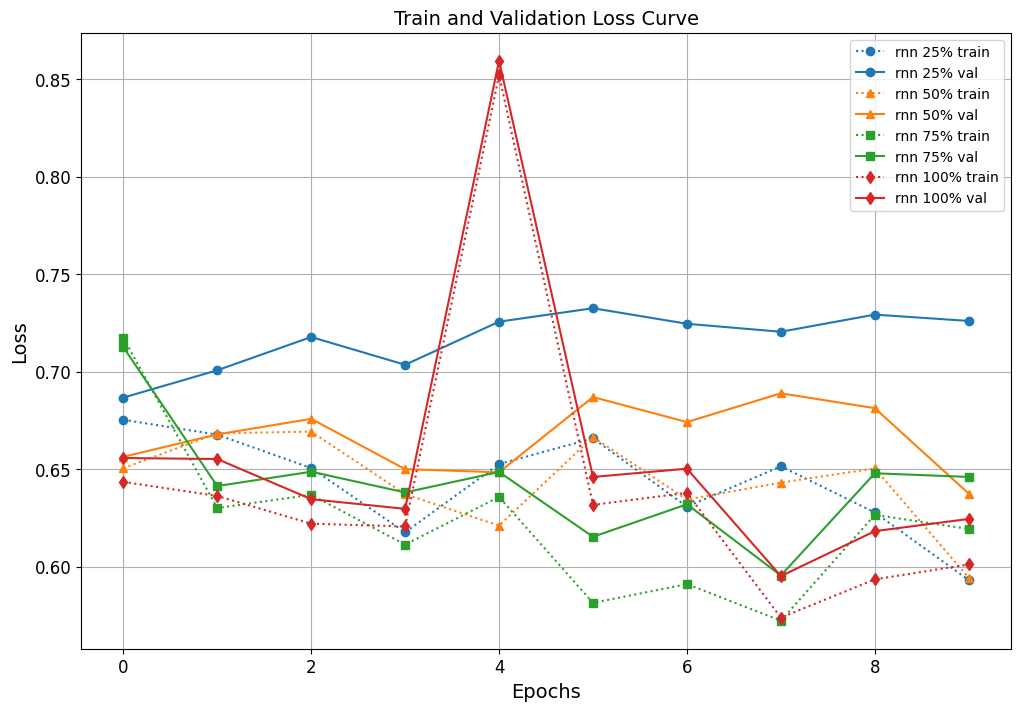 Train and Validation Loss Curve
rnn 25% train
rnn 25% val
rnn 50% train
rnn 50% val
rnn 75% train
rnn 75% val
rnn 100% train
rnn 100% val
Loss
0.85
0.80
0.75
0.70
0.65
0.60
0 2 4 6 8
Epochs